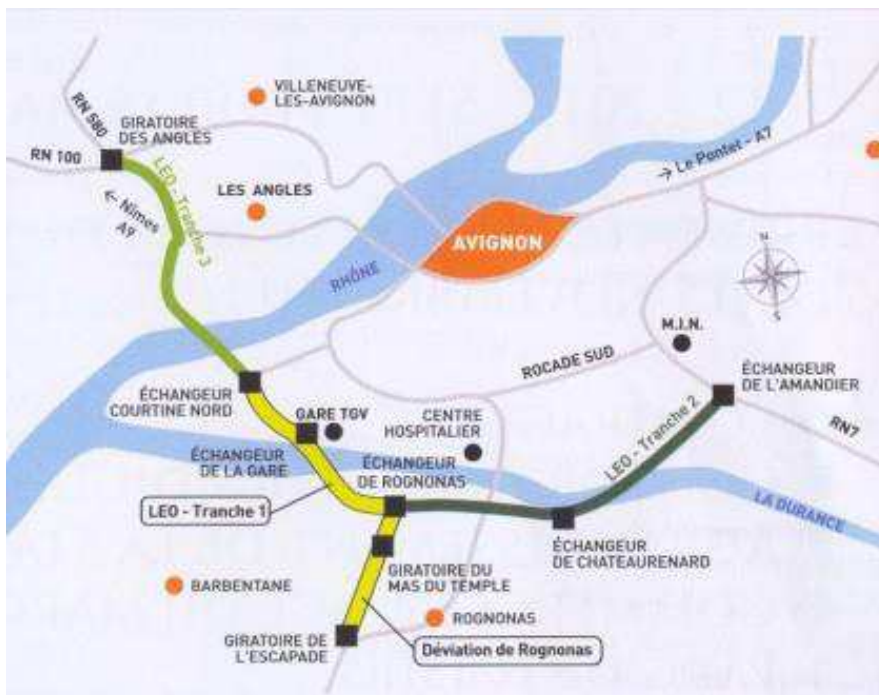 VILLENEUVE-
LES-AVIGNON
RN 580
GIRATOIRE
DES ANGLES
RN 100
LEO - Tranche 3
→ Le Pontet - A7
LES ANGLES
← Nîmes
A9
AVIGNON
RHÔNE
N
S
M.I.N.
ROCADE SUD
ÉCHANGEUR
DE L'AMANDIER
ÉCHANGEUR
COURTINE NORD
GARE TGV
CENTRE
HOSPITALIER
LEO - Tranche 2
RN7
ÉCHANGEUR
DE LA GARE
ÉCHANGEUR
DE ROGNONAS
LEO - Tranche 1
LA DURANCE
ÉCHANGEUR
DE CHATEAURENARD
BARBENTANE
GIRATOIRE DU
MAS DU TEMPLE
ROGNONAS
GIRATOIRE DE
L'ESCAPADE
Déviation de Rognonas